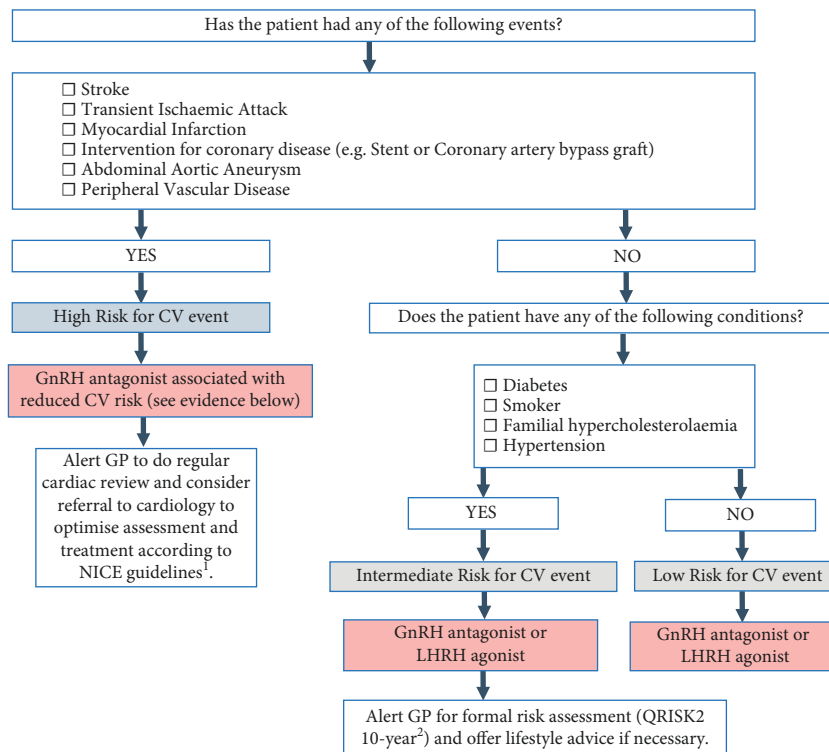 Has the patient had any of the following events?
❒ Stroke
❒ Transient Ischaemic Attack
❒ Myocardial Infarction
❒ Intervention for coronary disease (e.g. Stent or Coronary artery bypass graft)
❒ Abdominal Aortic Aneurysm
❒ Peripheral Vascular Disease
YES
High Risk for CV event
GnRH antagonist associated with
reduced CV risk (see evidence below)
Alert GP to do regular
cardiac review and consider
referral to cardiology to
optimise assessment and
treatment according to
NICE guidelines¹.
NO
Does the patient have any of the following conditions?
❒ Diabetes
❒ Smoker
❒ Familial hypercholesterolaemia
❒ Hypertension
YES
Intermediate Risk for CV event
GnRH antagonist or
LHRH agonist
Alert GP for formal risk assessment (QRISK2
10-year²) and offer lifestyle advice if necessary.
NO
Low Risk for CV event
GnRH antagonist or
LHRH agonist